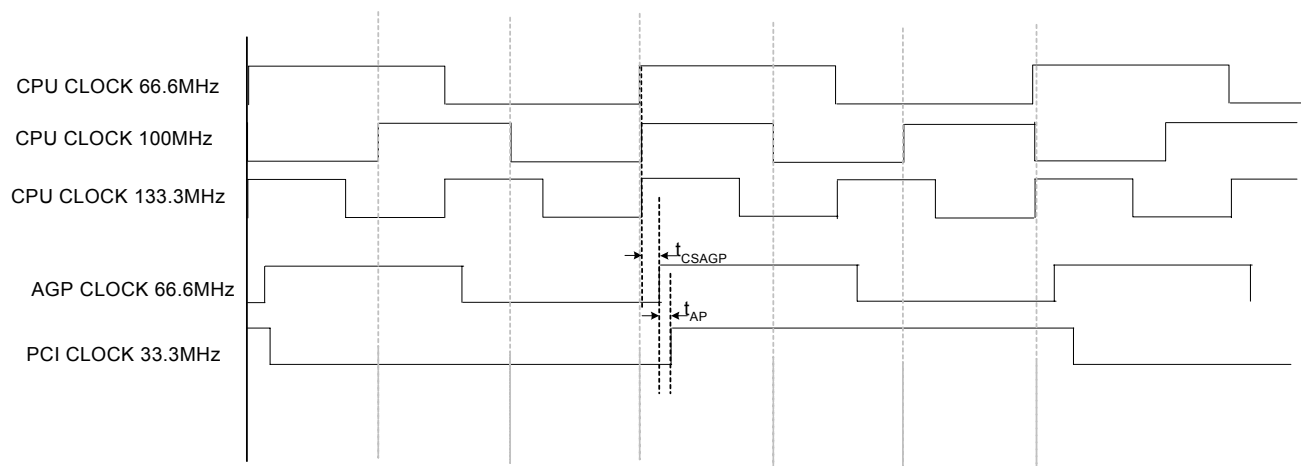 CPU CLOCK 66.6MHz
CPU CLOCK 100MHz
CPU CLOCK 133.3MHz
tCSAGP
AGP CLOCK 66.6MHz
tAP
PCI CLOCK 33.3MHz